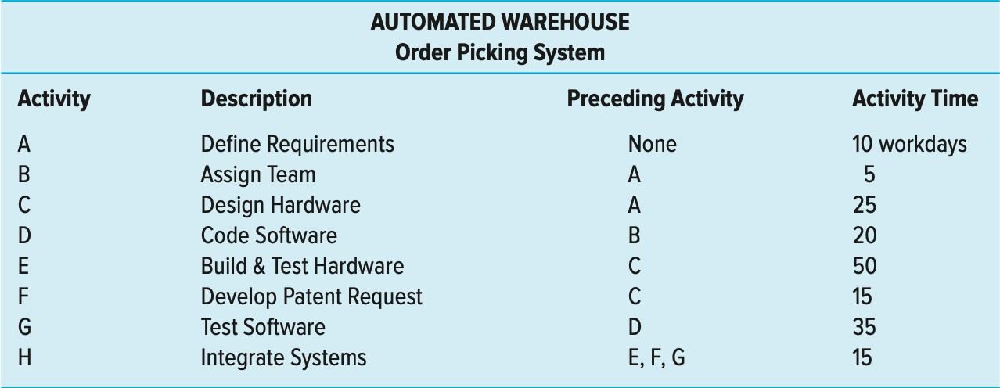 AUTOMATED WAREHOUSE
Order Picking System
Activity Description Preceding Activity Activity Time
A Define Requirements None 10 workdays
B Assign Team A 5
C Design Hardware A 25
D Code Software B 20
E Build & Test Hardware C 50
F Develop Patent Request C 15
G Test Software D 35
H Integrate Systems E, F, G 15